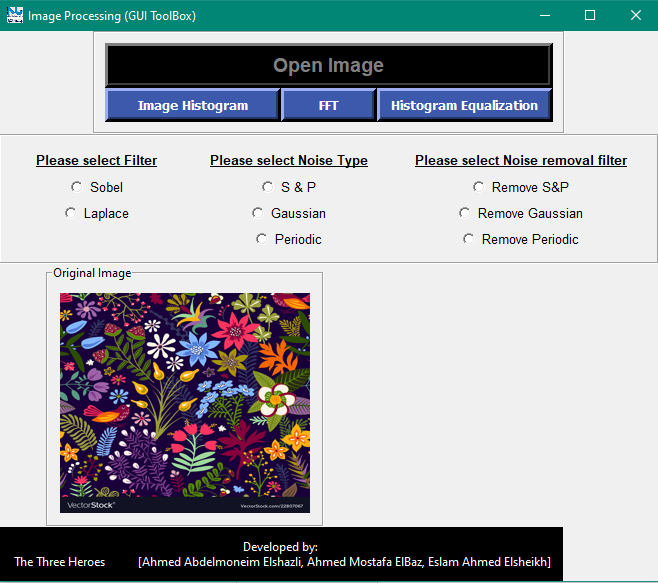 Image Processing (GUI ToolBox)
Open Image
Image Histogram FFT Histogram Equalization
Please select Filter Please select Noise Type Please select Noise removal filter
Sobel S & P Remove S&P
Laplace Gaussian Remove Gaussian
Periodic Remove Periodic
Original Image
VectorStock® VectorStock.com/22807067
Developed by:
The Three Heroes [Ahmed Abdelmoneim Elshazli, Ahmed Mostafa ElBaz, Eslam Ahmed Elsheikh]